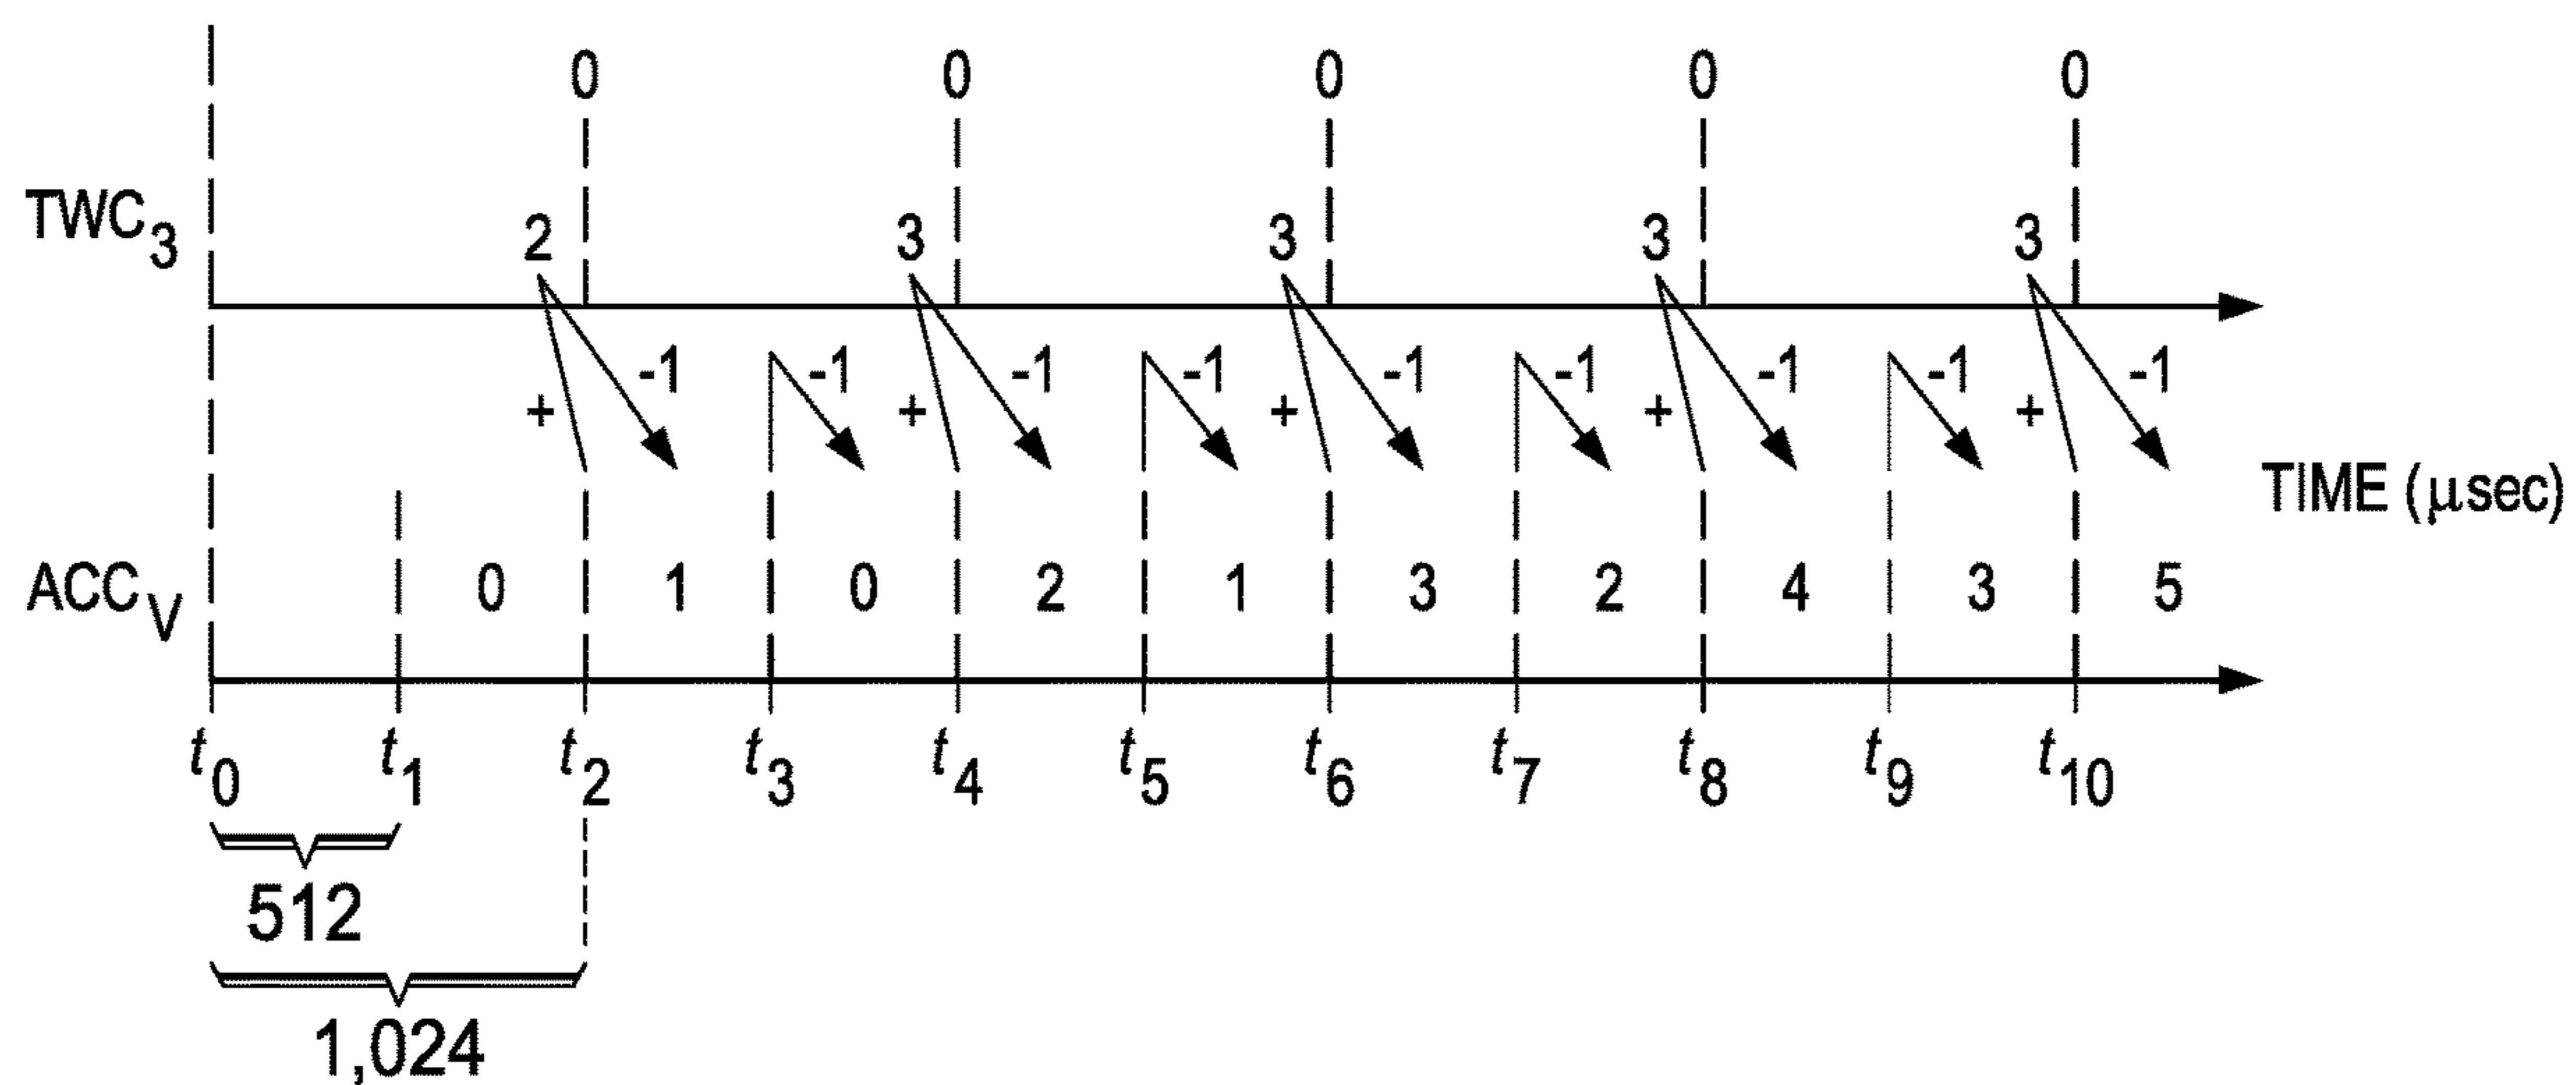 0 0 0 0 0
TWC3 2 3 3 3 3
-1 -1 -1 -1 -1 -1 -1 -1 -1
+ + + + +
TIME (μsec)
ACCV 0 1 0 2 1 3 2 4 3 5
t0 t1 t2 t3 t4 t5 t6 t7 t8 t9 t10
512
1,024